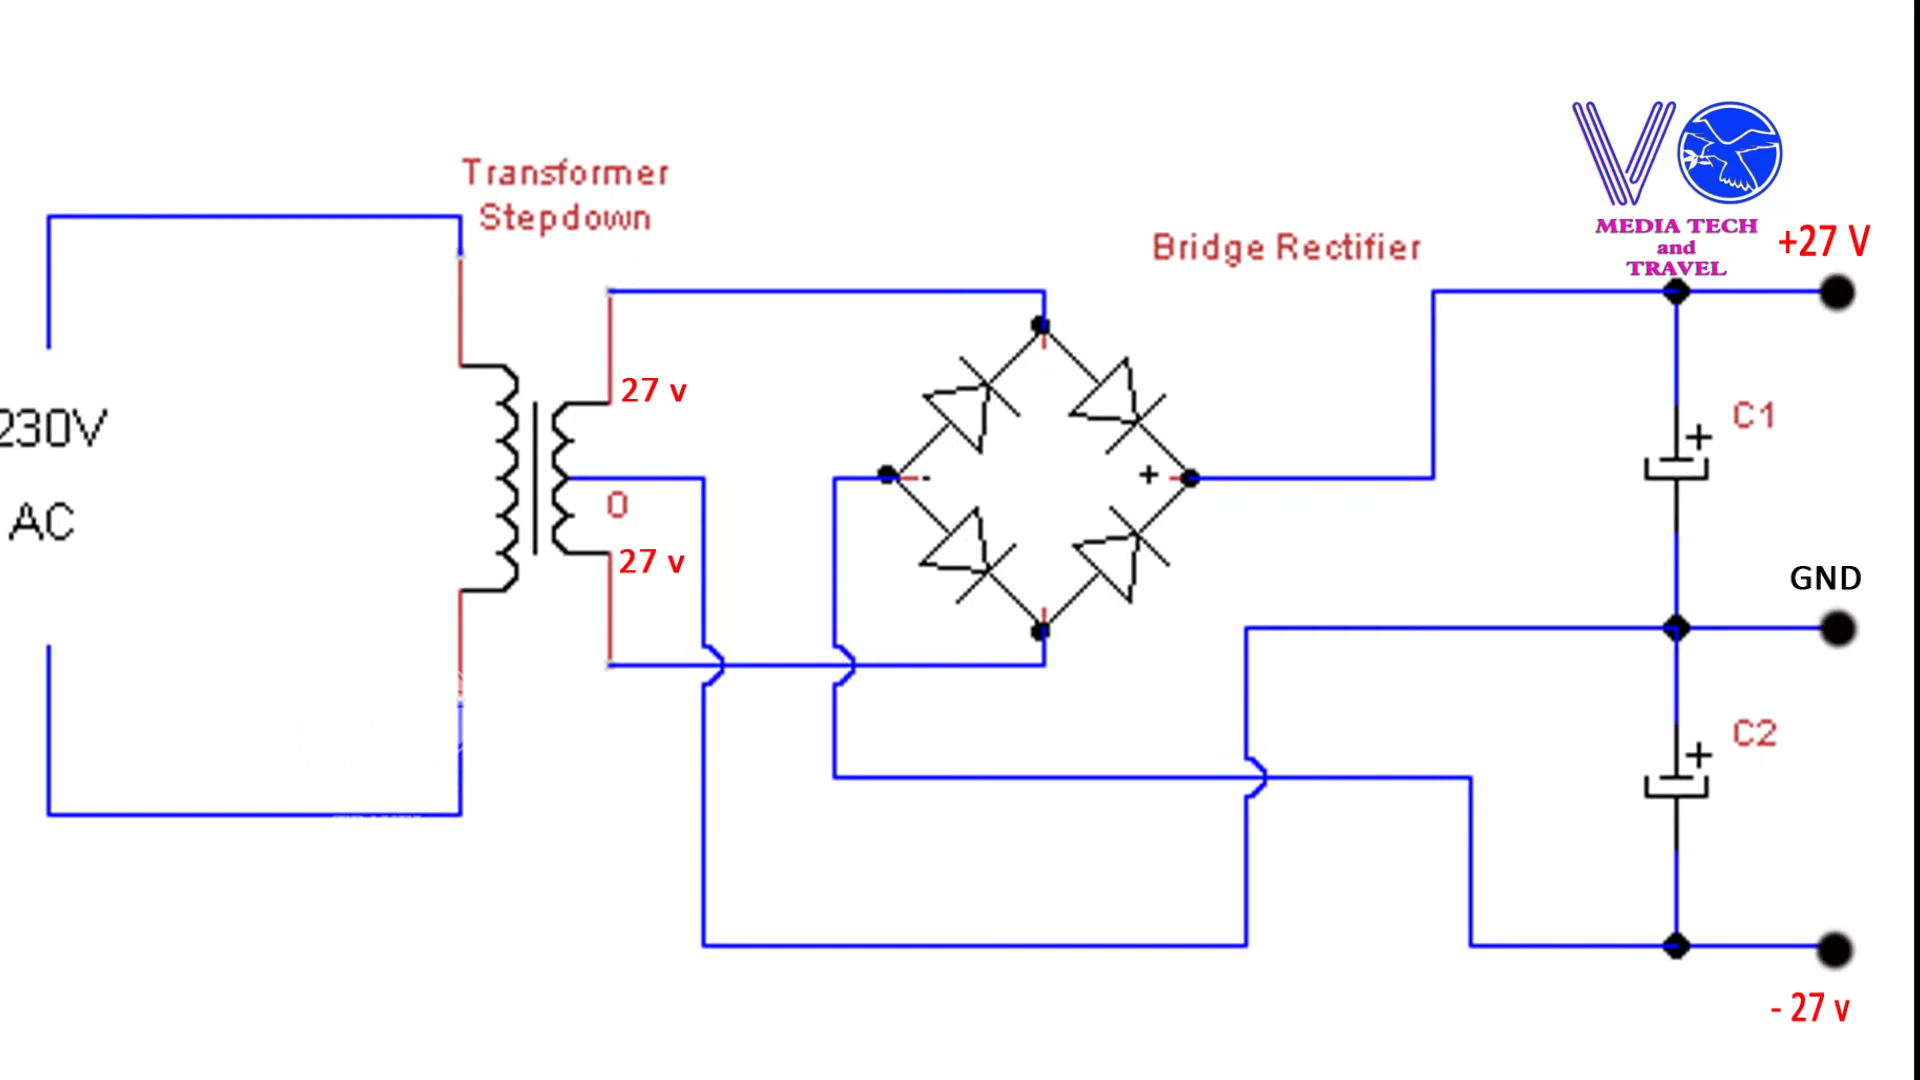 Transformer
Stepdown
Bridge Rectifier
MEDIA TECH
and
TRAVEL
+27 V
230V
AC
27 v
0
27 v
-
+
+
C1
GND
+
C2
- 27 v